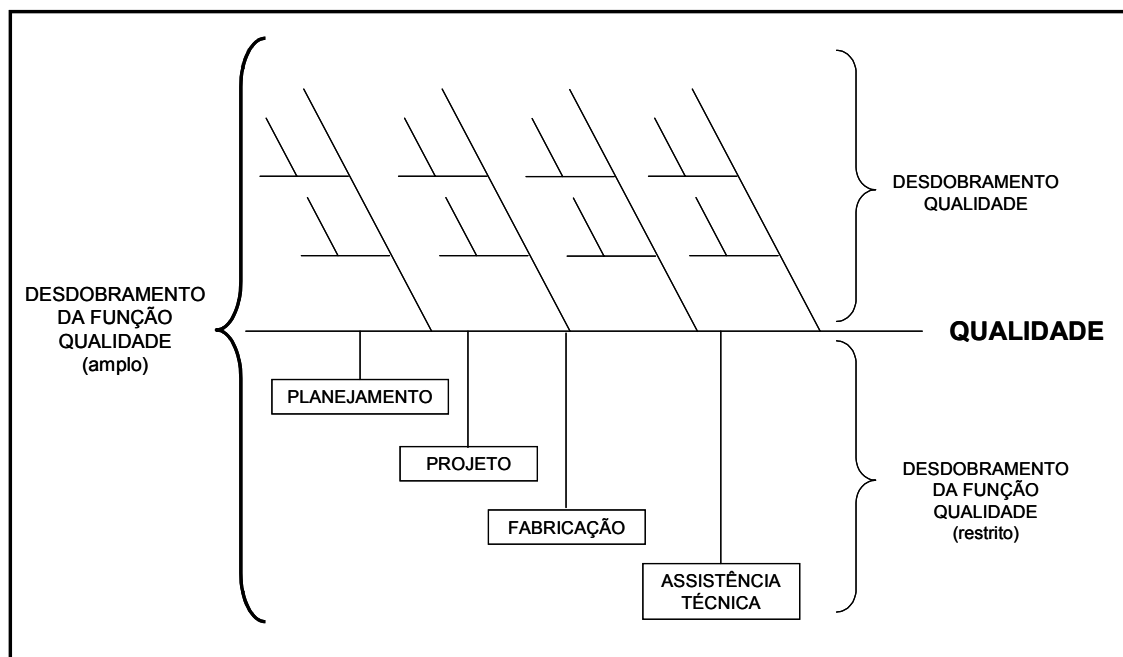 DESDOBRAMENTO
DA FUNÇÃO
QUALIDADE
(amplo)
DESDOBRAMENTO
QUALIDADE
QUALIDADE
PLANEJAMENTO
PROJETO
FABRICAÇÃO
ASSISTÊNCIA
TÉCNICA
DESDOBRAMENTO
DA FUNÇÃO
QUALIDADE
(restrito)